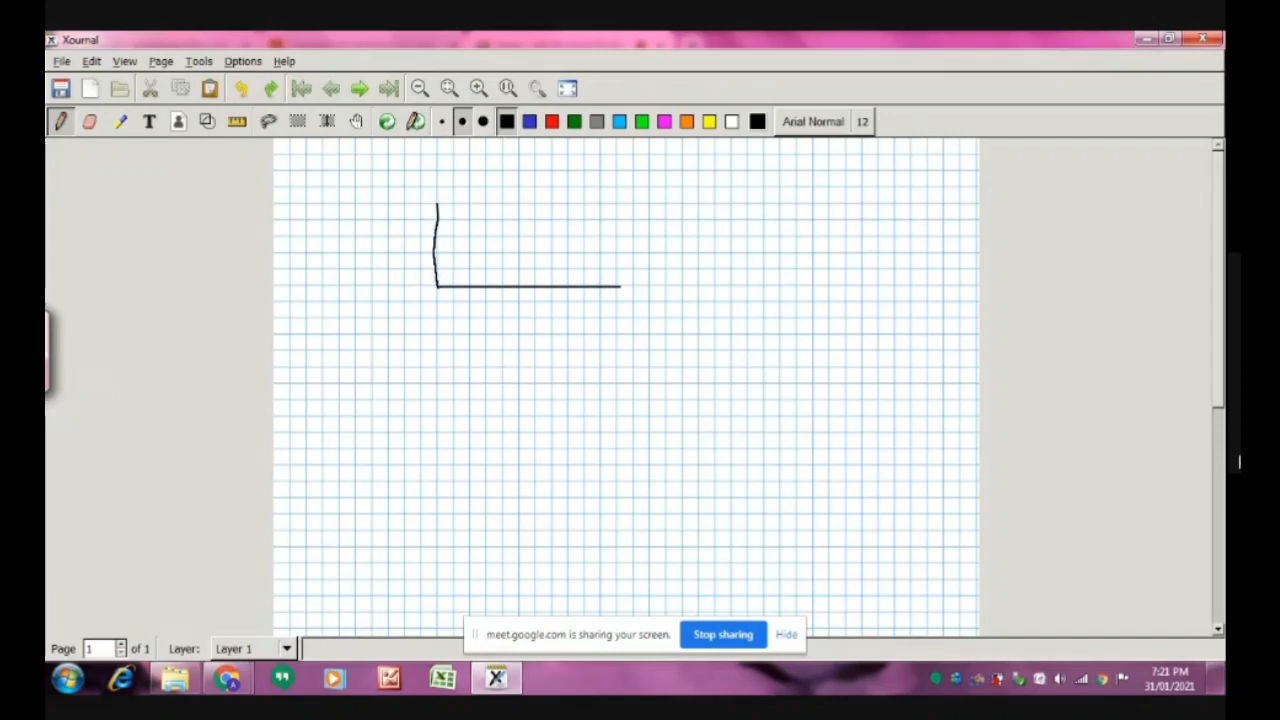 Xournal
File Edit View Page Tools Options Help
T Arial Normal 12
meet.google.com is sharing your screen. Stop sharing Hide
Page 1 of 1 Layer: Layer 1
7:21 PM
31/01/2021